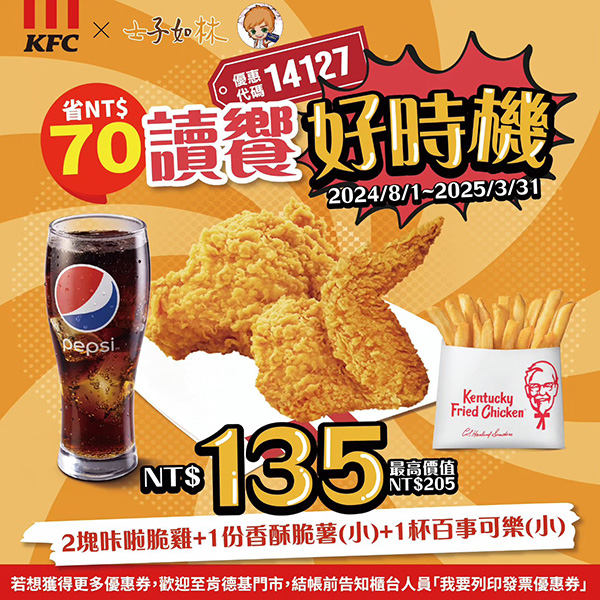 KFC × 士子如林
優惠代碼 14127
省NT$70
讀饗好時機
2024/8/1~2025/3/31
pepsi
Kentucky
Fried Chicken
Col. Harland Sanders
NT$135
最高價值
NT$205
2塊咔啦脆雞+1份香酥脆薯(小)+1杯百事可樂(小)
若想獲得更多優惠券,歡迎至肯德基門市,結帳前告知櫃台人員「我要列印發票優惠券」